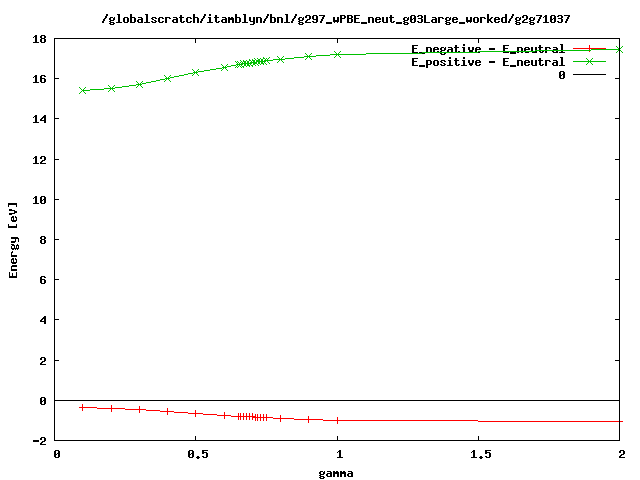 /globalscratch/itamblyn/bnl/g297_wPBE_neut_g03Large_worked/g2g71037
18
16
14
12
10
8
6
4
2
0
-2
Energy [eV]
E_negative - E_neutral
E_positive - E_neutral
0
0 0.5 1 1.5 2
gamma